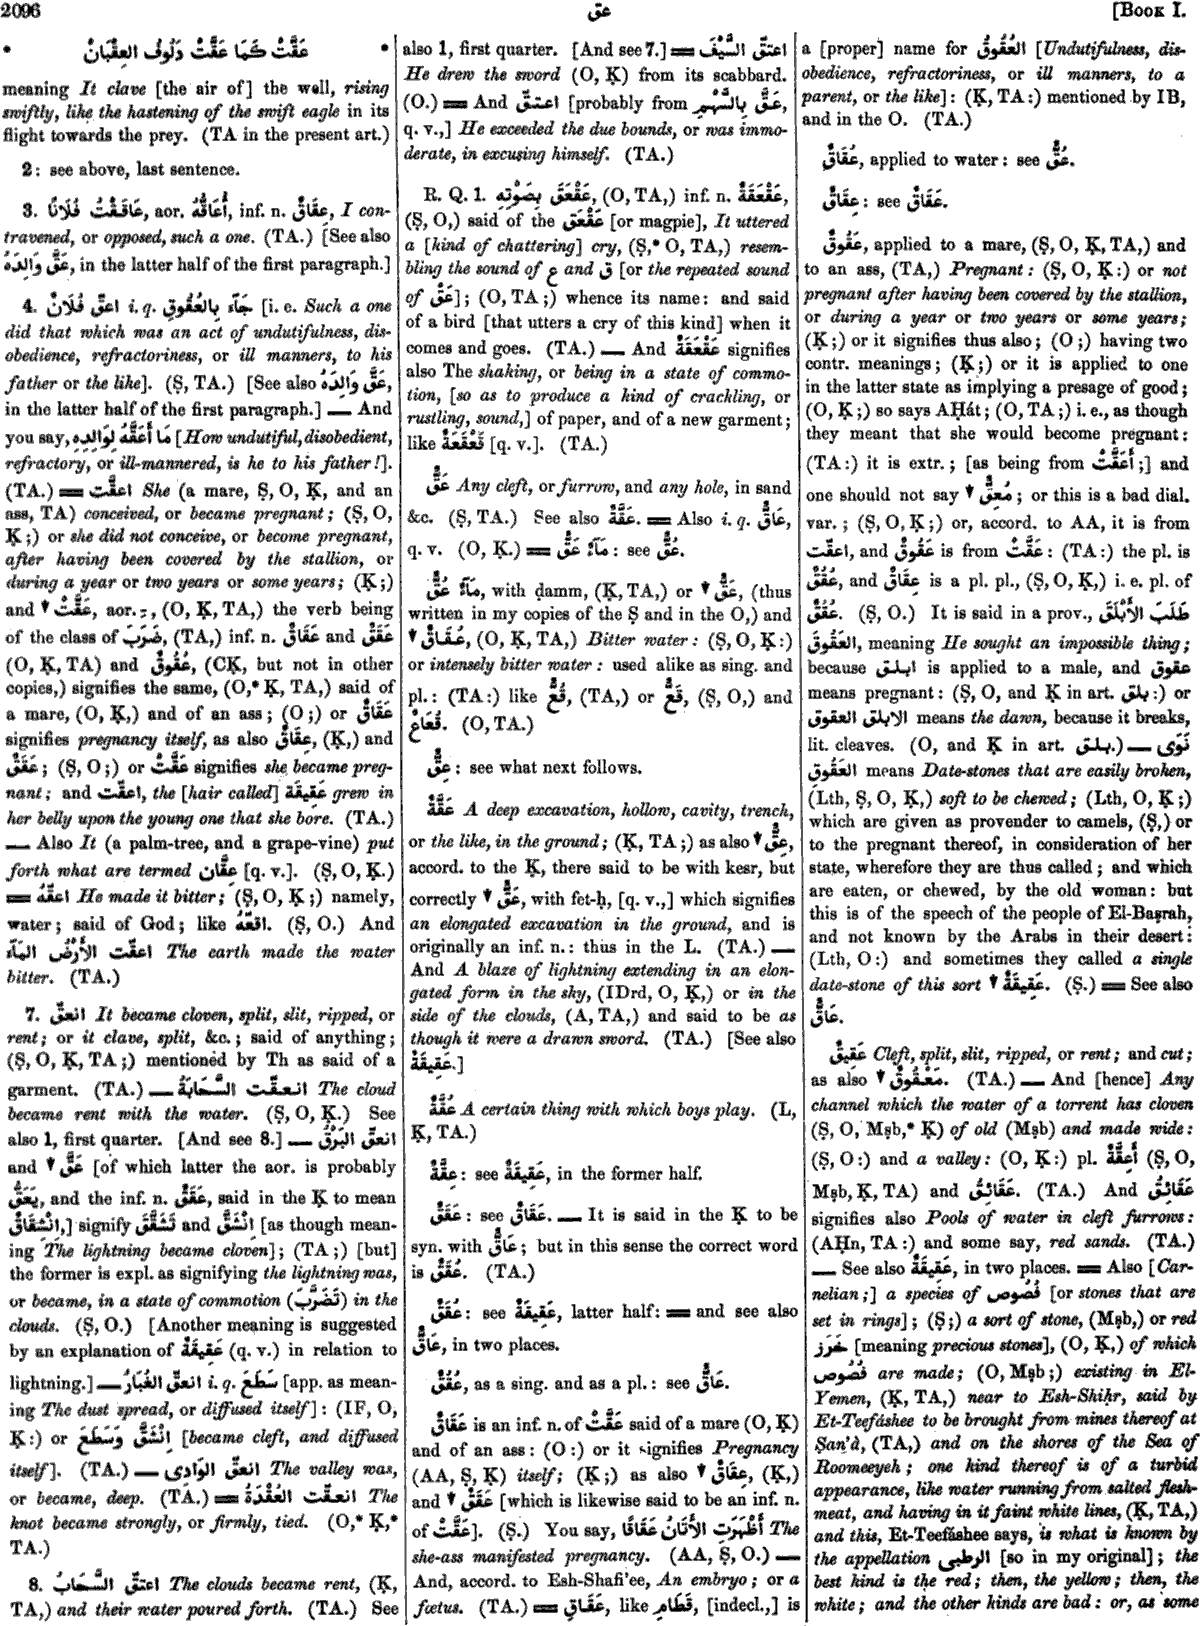 2096 عق [Book I.
* عَقَّتْ كَمَا عَقَّتْ دَلُوفُ العِقْبَانْ *
meaning It clave [the air of] the well, rising
swiftly, like the hastening of the swift eagle in its
flight towards the prey. (TA in the present art.)
2: see above, last sentence.
3. عَاقَقْتُ فُلَانًا, aor. أُعَاقُّهُ, inf. n. عِقَاقٌ, I con-
travened, or opposed, such a one. (TA.) [See also
عَقَّ وَالِدَهُ, in the latter half of the first paragraph.]
4. اعقّ فُلَانٌ i. q. جَآءَ بِالعُقُوقِ [i. e. Such a one
did that which was an act of undutifulness, dis-
obedience, refractoriness, or ill manners, to his
father or the like]. (Ṣ, TA.) [See also عَقَّ وَالِدَهُ,
in the latter half of the first paragraph.] — And
you say, مَا أَعَقَّهُ لِوَالِدِهِ [How undutiful, disobedient,
refractory, or ill-mannered, is he to his father!].
(TA.) == اعقّت She (a mare, Ṣ, O, Ḳ, and an
ass, TA) conceived, or became pregnant; (Ṣ, O,
Ḳ;) or she did not conceive, or become pregnant,
after having been covered by the stallion, or
during a year or two years or some years; (Ḳ;)
and ▼ عَقَّتْ, aor. ـِ, (O, Ḳ, TA,) the verb being
of the class of ضَرَبَ, (TA,) inf. n. عَقَاقٌ and عَقَقٌ
(O, Ḳ, TA) and عُقُوقٌ, (CḲ, but not in other
copies,) signifies the same, (O,* Ḳ, TA,) said of
a mare, (O, Ḳ,) and of an ass; (O;) or عَقَاقٌ
signifies pregnancy itself, as also عِقَاقٌ, (Ḳ,) and
عَقَقٌ; (Ṣ, O;) or عَقَّتْ signifies she became preg-
nant; and اعقّت, the [hair called] عَقِيقَة grew in
her belly upon the young one that she bore. (TA.)
— Also It (a palm-tree, and a grape-vine) put
forth what are termed عِقَّان [q. v.]. (Ṣ, O, Ḳ.)
== اعقّهُ He made it bitter; (Ṣ, O, Ḳ;) namely,
water; said of God; like اقعّهُ. (Ṣ, O.) And
اعقّت الأَرْضُ المَآءَ The earth made the water
bitter. (TA.)
7. انعقّ It became cloven, split, slit, ripped, or
rent; or it clave, split, &c.; said of anything;
(Ṣ, O, Ḳ, TA;) mentioned by Th as said of a
garment. (TA.) — انعقّت السَّحَابَةُ The cloud
became rent with the water. (Ṣ, O, Ḳ.) See
also 1, first quarter. [And see 8.] — انعقّ البَرْقُ
and ▼ عَقَّ [of which latter the aor. is probably
يَعَقُّ, and the inf. n. عَقَقٌ, said in the Ḳ to mean
اِنْشِقَاقٌ,] signify تَشَقَّقَ and اِنْشَقَّ [as though mean-
ing The lightning became cloven]; (TA;) [but]
the former is expl. as signifying the lightning was,
or became, in a state of commotion (تَضَرَّبَ) in the
clouds. (Ṣ, O.) [Another meaning is suggested
by an explanation of عَقِيقَةٌ (q. v.) in relation to
lightning.] — انعقّ الغُبَارُ i. q. سَطَعَ [app. as mean-
ing The dust spread, or diffused itself]: (IF, O,
Ḳ:) or اِنْشَقَّ وَسَطَعَ [became cleft, and diffused
itself]. (TA.) — انعقّ الوَادِى The valley was,
or became, deep. (TA.) == انعقّت العُقْدَةُ The
knot became strongly, or firmly, tied. (O,* Ḳ,*
TA.)
8. اعتقّ السَّحَابُ The clouds became rent, (Ḳ,
TA,) and their water poured forth. (TA.) See
also 1, first quarter. [And see 7.] == اعتقّ السَّيْفَ
He drew the sword (O, Ḳ) from its scabbard.
(O.) == And اعتقّ [probably from عَقَّ بِالسَّهْمِ,
q. v.,] He exceeded the due bounds, or was immo-
derate, in excusing himself. (TA.)
R. Q. 1. عَقْعَقَ بِصَوْتِهِ, (O, TA,) inf. n. عَقْعَقَةٌ,
(Ṣ, O,) said of the عَقْعَق [or magpie], It uttered
a [kind of chattering] cry, (Ṣ,* O, TA,) resem-
bling the sound of ع and ق [or the repeated sound
of عَقْ]; (O, TA;) whence its name: and said
of a bird [that utters a cry of this kind] when it
comes and goes. (TA.) — And عَقْعَقَةٌ signifies
also The shaking, or being in a state of commo-
tion, [so as to produce a kind of crackling, or
rustling, sound,] of paper, and of a new garment;
like قَعْقَعَةٌ [q. v.]. (TA.)
عَقٌّ Any cleft, or furrow, and any hole, in sand
&c. (Ṣ, TA.) See also عَقَّةٌ. == Also i. q. عَاقٌّ,
q. v. (O, Ḳ.) == مَآءٌ عَقٌّ: see عُقٌّ.
مَآءٌ عُقٌّ, with ḍamm, (Ḳ, TA,) or ▼ عَقٌّ, (thus
written in my copies of the Ṣ and in the O,) and
▼ عُقَاقٌ, (O, Ḳ, TA,) Bitter water: (Ṣ, O, Ḳ:)
or intensely bitter water: used alike as sing. and
pl.: (TA:) like قُعٌّ, (TA,) or قَعٌّ, (Ṣ, O,) and
قُعَاعٌ. (O, TA.)
عِقٌّ: see what next follows.
عَقَّةٌ A deep excavation, hollow, cavity, trench,
or the like, in the ground; (Ḳ, TA;) as also ▼ عِقٌّ,
accord. to the Ḳ, there said to be with kesr, but
correctly ▼ عَقٌّ, with fet-ḥ, [q. v.,] which signifies
an elongated excavation in the ground, and is
originally an inf. n.: thus in the L. (TA.) —
And A blaze of lightning extending in an elon-
gated form in the sky, (IDrd, O, Ḳ,) or in the
side of the clouds, (A, TA,) and said to be as
though it were a drawn sword. (TA.) [See also
عَقِيقَةٌ.]
عُقَّةٌ A certain thing with which boys play. (L,
Ḳ, TA.)
عِقَّةٌ: see عَقِيقَةٌ, in the former half.
عَقَقٌ: see عَقَاقٌ. — It is said in the Ḳ to be
syn. with عَاقٌّ; but in this sense the correct word
is عُقَقٌ. (TA.)
عُقَقٌ: see عَقِيقَةٌ, latter half: == and see also
عَاقٌّ, in two places.
عُقُقٌ, as a sing. and as a pl.: see عَاقٌّ.
عَقَاقٌ is an inf. n. of عَقَّتْ said of a mare (O, Ḳ)
and of an ass: (O:) or it signifies Pregnancy
(AA, Ṣ, Ḳ) itself; (Ḳ;) as also ▼ عِقَاقٌ, (Ḳ,)
and ▼ عَقَقٌ [which is likewise said to be an inf. n.
of عَقَّتْ]. (Ṣ.) You say, أَظْهَرَتِ الأَتَانُ عَقَاقًا The
she-ass manifested pregnancy. (AA, Ṣ, O.) —
And, accord. to Esh-Shafi'ee, An embryo; or a
fœtus. (TA.) == عَقَاقِ, like قَطَامِ, [indecl.,] is
a [proper] name for العُقُوقُ [Undutifulness, dis-
obedience, refractoriness, or ill manners, to a
parent, or the like]: (Ḳ, TA:) mentioned by IB,
and in the O. (TA.)
عُقَاقٌ, applied to water: see عُقٌّ.
عِقَاقٌ: see عَقَاقٌ.
عَقُوقٌ, applied to a mare, (Ṣ, O, Ḳ, TA,) and
to an ass, (TA,) Pregnant: (Ṣ, O, Ḳ:) or not
pregnant after having been covered by the stallion,
or during a year or two years or some years;
(Ḳ;) or it signifies thus also; (O;) having two
contr. meanings; (Ḳ;) or it is applied to one
in the latter state as implying a presage of good;
(O, Ḳ;) so says AḤát; (O, TA;) i. e., as though
they meant that she would become pregnant:
(TA:) it is extr.; [as being from أَعَقَّتْ;] and
one should not say ▼ مُعِقٌّ; or this is a bad dial.
var.; (Ṣ, O, Ḳ;) or, accord. to AA, it is from
اعقّت, and عَقُوقٌ is from عَقَّتْ: (TA:) the pl. is
عُقُقٌ, and عِقَاقٌ is a pl. pl., (Ṣ, O, Ḳ,) i. e. pl. of
عُقُقٌ. (Ṣ, O.) It is said in a prov., طَلَبَ الأَبْلَقَ
العَقُوقَ, meaning He sought an impossible thing;
because ابلق is applied to a male, and عقوق
means pregnant: (Ṣ, O, and Ḳ in art. بلق:) or
الابلق العقوق means the dawn, because it breaks,
lit. cleaves. (O, and Ḳ in art. بلق.) — نَوَى
العَقُوقِ means Date-stones that are easily broken,
(Lth, Ṣ, O, Ḳ,) soft to be chewed; (Lth, O, Ḳ;)
which are given as provender to camels, (Ṣ,) or
to the pregnant thereof, in consideration of her
state, wherefore they are thus called; and which
are eaten, or chewed, by the old woman: but
this is of the speech of the people of El-Baṣrah,
and not known by the Arabs in their desert:
(Lth, O:) and sometimes they called a single
date-stone of this sort ▼ عَقِيقَةٌ. (Ṣ.) == See also
عَاقٌّ.
عَقِيقٌ Cleft, split, slit, ripped, or rent; and cut;
as also ▼ مَعْقُوقٌ. (TA.) — And [hence] Any
channel which the water of a torrent has cloven
(Ṣ, O, Mṣb,* Ḳ) of old (Mṣb) and made wide:
(Ṣ, O:) and a valley: (O, Ḳ:) pl. أَعِقَّةٌ (Ṣ, O,
Mṣb, Ḳ, TA) and عَقَائِقُ. (TA.) And عَقَائِقُ
signifies also Pools of water in cleft furrows:
(AḤn, TA:) and some say, red sands. (TA.)
— See also عَقِيقَةٌ, in two places. == Also [Car-
nelian;] a species of فُصُوص [or stones that are
set in rings]; (Ṣ;) a sort of stone, (Mṣb,) or red
خَرَز [meaning precious stones], (O, Ḳ,) of which
فُصُوص are made; (O, Mṣb;) existing in El-
Yemen, (Ḳ, TA,) near to Esh-Shiḥr, said by
Et-Teefáshee to be brought from mines thereof at
Ṣan'à, (TA,) and on the shores of the Sea of
Roomeeyeh; one kind thereof is of a turbid
appearance, like water running from salted flesh-
meat, and having in it faint white lines, (Ḳ, TA,)
and this, Et-Teefáshee says, is what is known by
the appellation الرطبى [so in my original]; the
best kind is the red; then, the yellow; then, the
white; and the other kinds are bad: or, as some